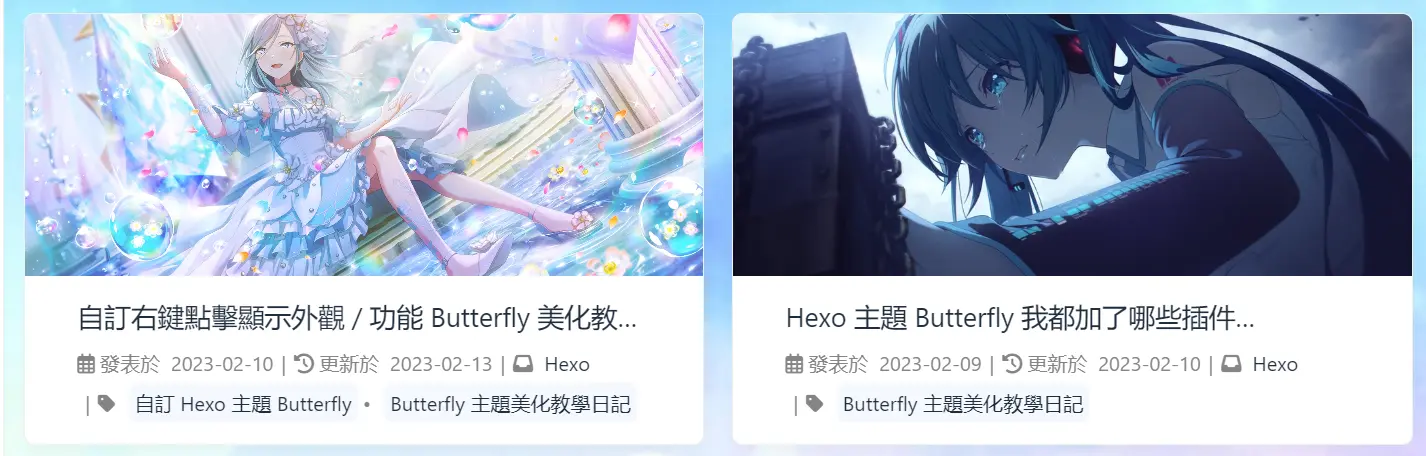 自訂右鍵點擊顯示外觀 / 功能 Butterfly 美化教...
發表於 2023-02-10 | 更新於 2023-02-13 | Hexo
| 自訂 Hexo 主題 Butterfly • Butterfly 主題美化教學日記
Hexo 主題 Butterfly 我都加了哪些插件...
發表於 2023-02-09 | 更新於 2023-02-10 | Hexo
| Butterfly 主題美化教學日記